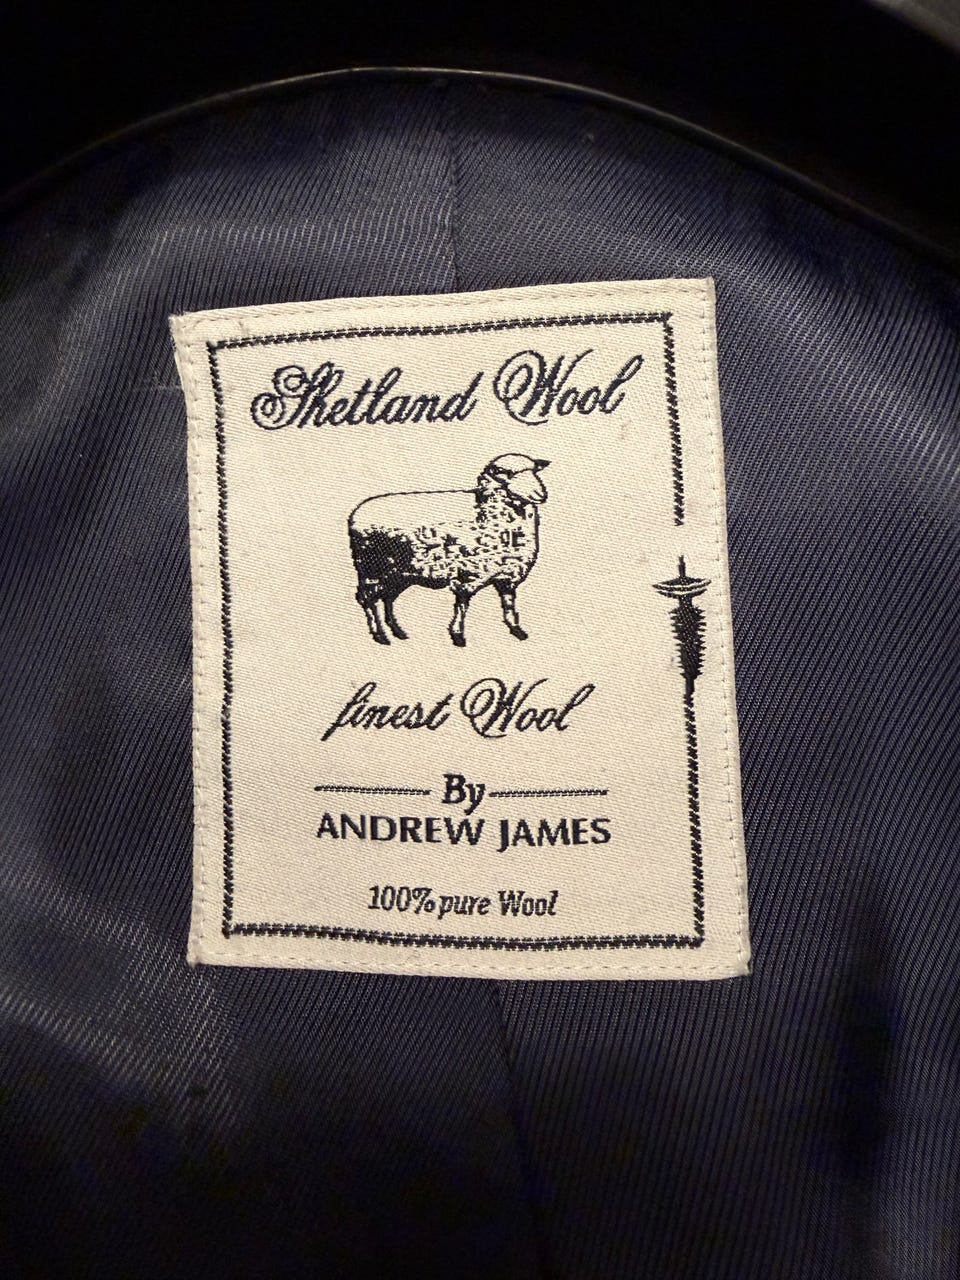 Shetland Wool
finest Wool
By
ANDREW JAMES
100% pure Wool